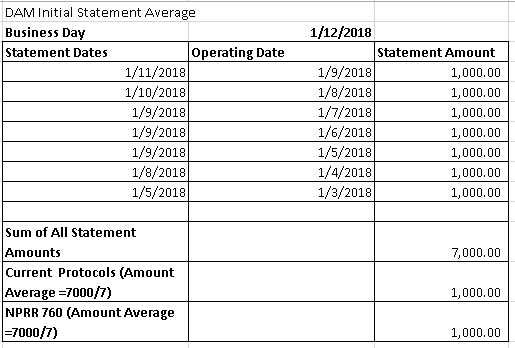 DAM Initial Statement Average
Business Day 1/12/2018
Statement Dates Operating Date Statement Amount
1/11/2018 1/9/2018 1,000.00
1/10/2018 1/8/2018 1,000.00
1/9/2018 1/7/2018 1,000.00
1/9/2018 1/6/2018 1,000.00
1/9/2018 1/5/2018 1,000.00
1/8/2018 1/4/2018 1,000.00
1/5/2018 1/3/2018 1,000.00
Sum of All Statement
Amounts 7,000.00
Current Protocols (Amount
Average =7000/7) 1,000.00
NPRR 760 (Amount Average
=7000/7) 1,000.00